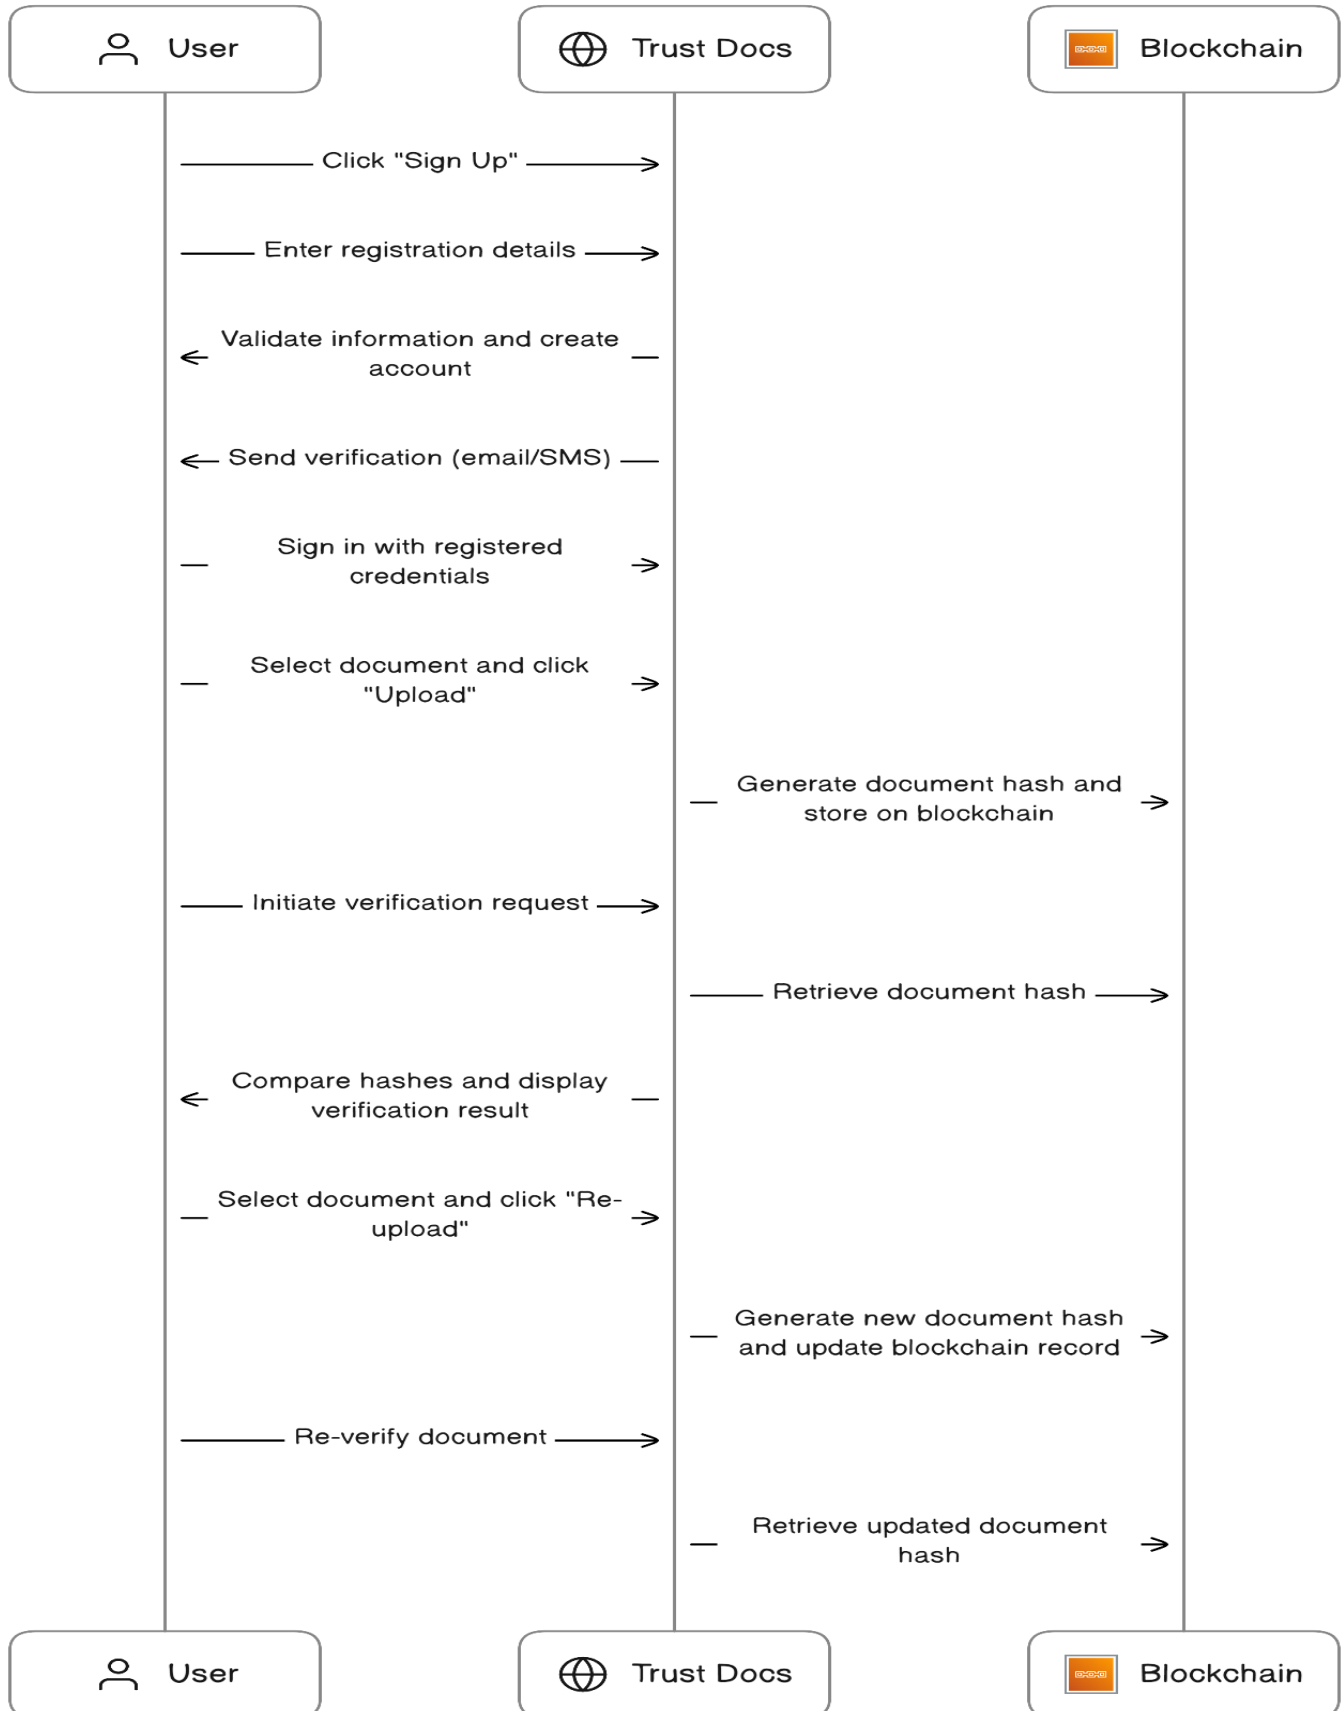 User
Trust Docs
Blockchain
Click "Sign Up"
Enter registration details
Validate information and create
account
Send verification (email/SMS)
Sign in with registered
credentials
Select document and click
"Upload"
Generate document hash and
store on blockchain
Initiate verification request
Retrieve document hash
Compare hashes and display
verification result
Select document and click "Re-
upload"
Generate new document hash
and update blockchain record
Re-verify document
Retrieve updated document
hash
User
Trust Docs
Blockchain